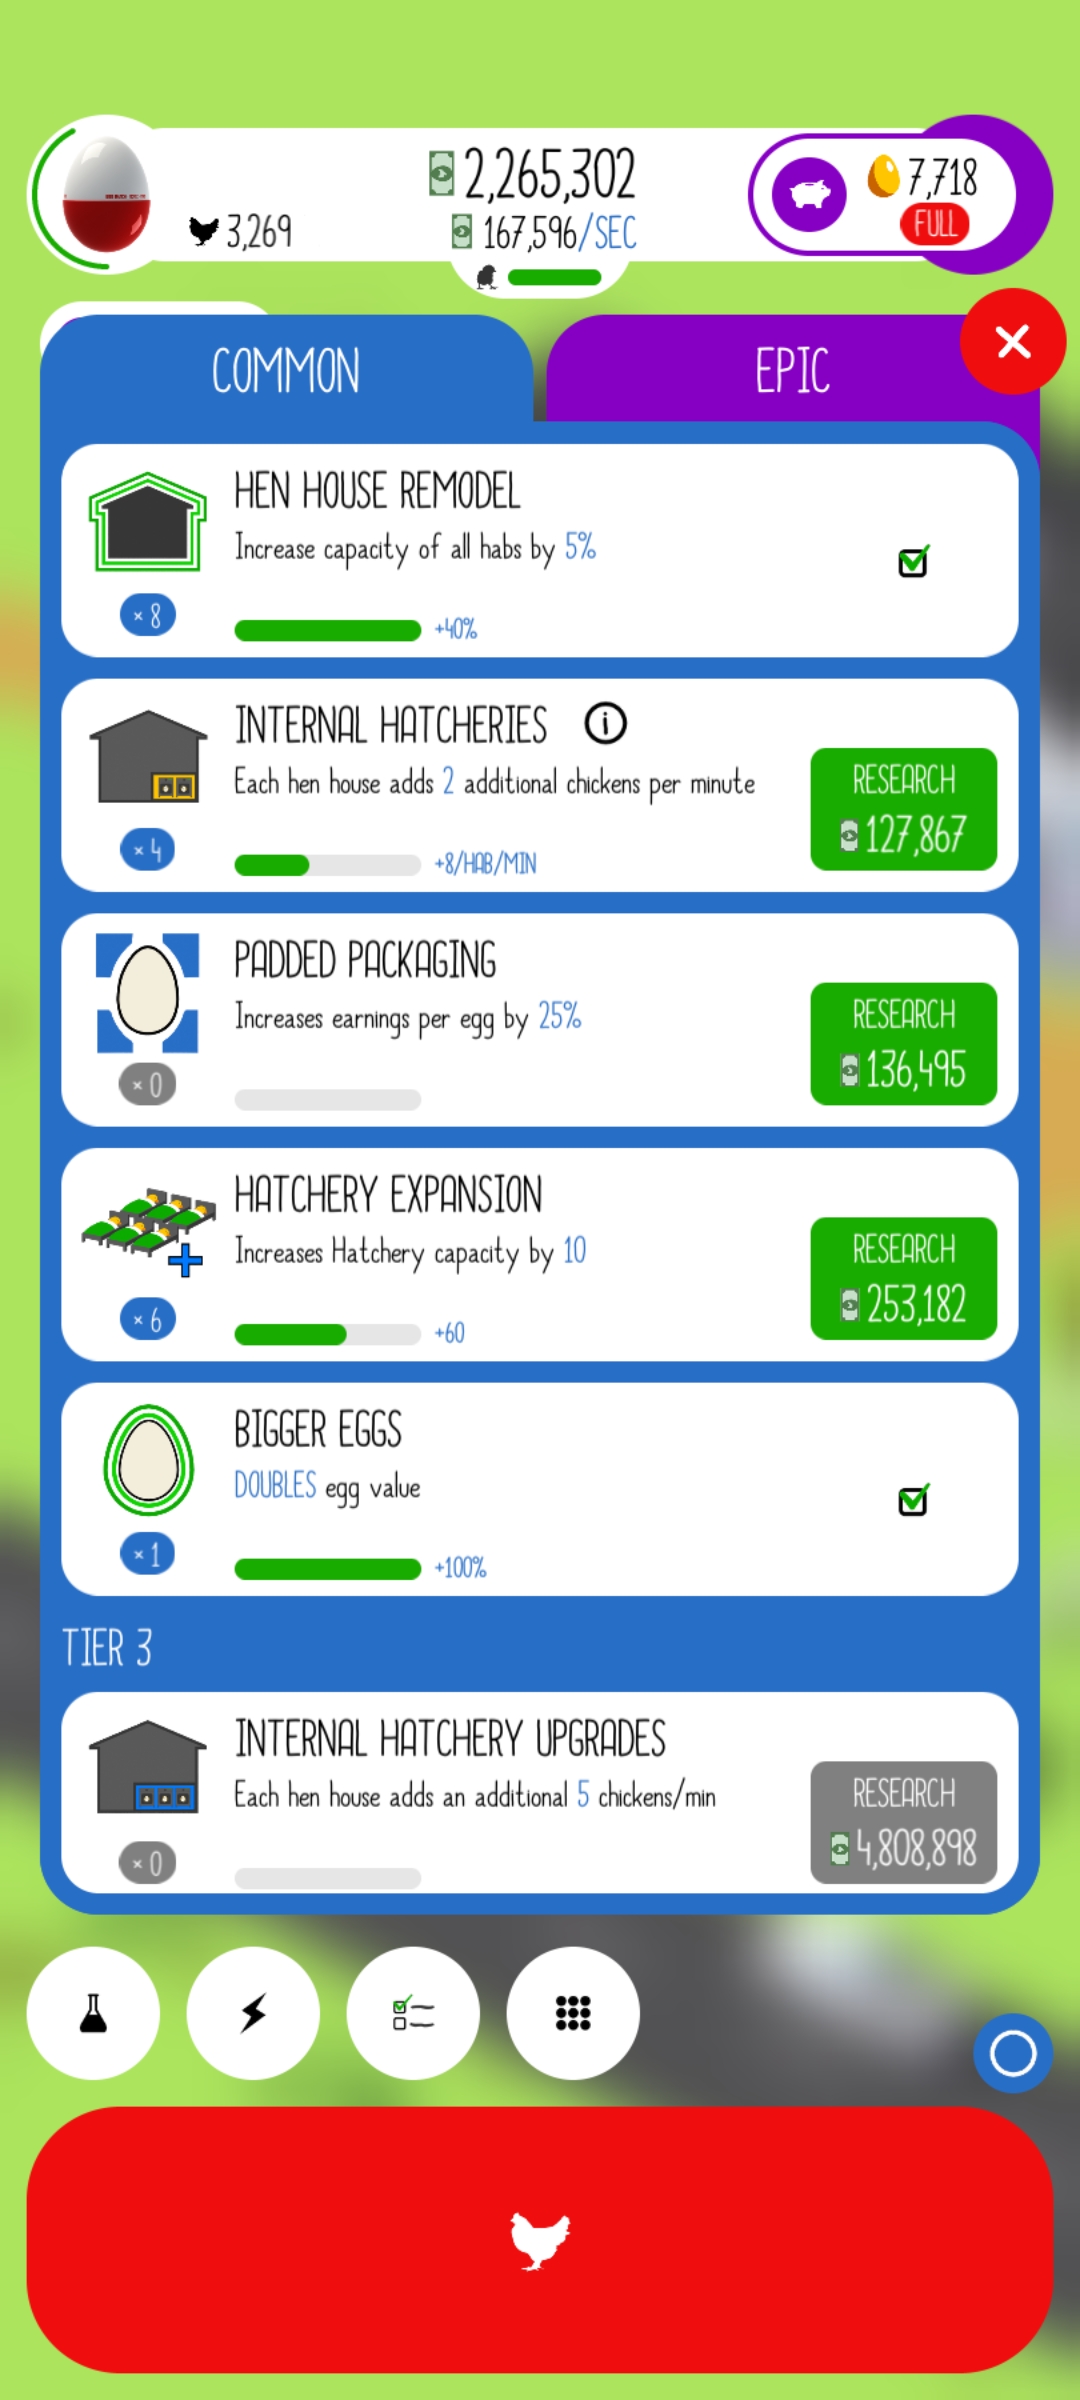 2,265,302
7,718
3,269
167,596/SEC
FULL
COMMON
EPIC
HEN HOUSE REMODEL
Increase capacity of all habs by 5%
× 8
+40%
INTERNAL HATCHERIES
Each hen house adds 2 additional chickens per minute
RESEARCH
127,867
× 4
+8/HAB/MIN
PADDED PACKAGING
Increases earnings per egg by 25%
RESEARCH
136,495
× 0
HATCHERY EXPANSION
Increases Hatchery capacity by 10
RESEARCH
253,182
× 6
+60
BIGGER EGGS
DOUBLES egg value
× 1
+100%
TIER 3
INTERNAL HATCHERY UPGRADES
Each hen house adds an additional 5 chickens/min
RESEARCH
4,808,898
× 0